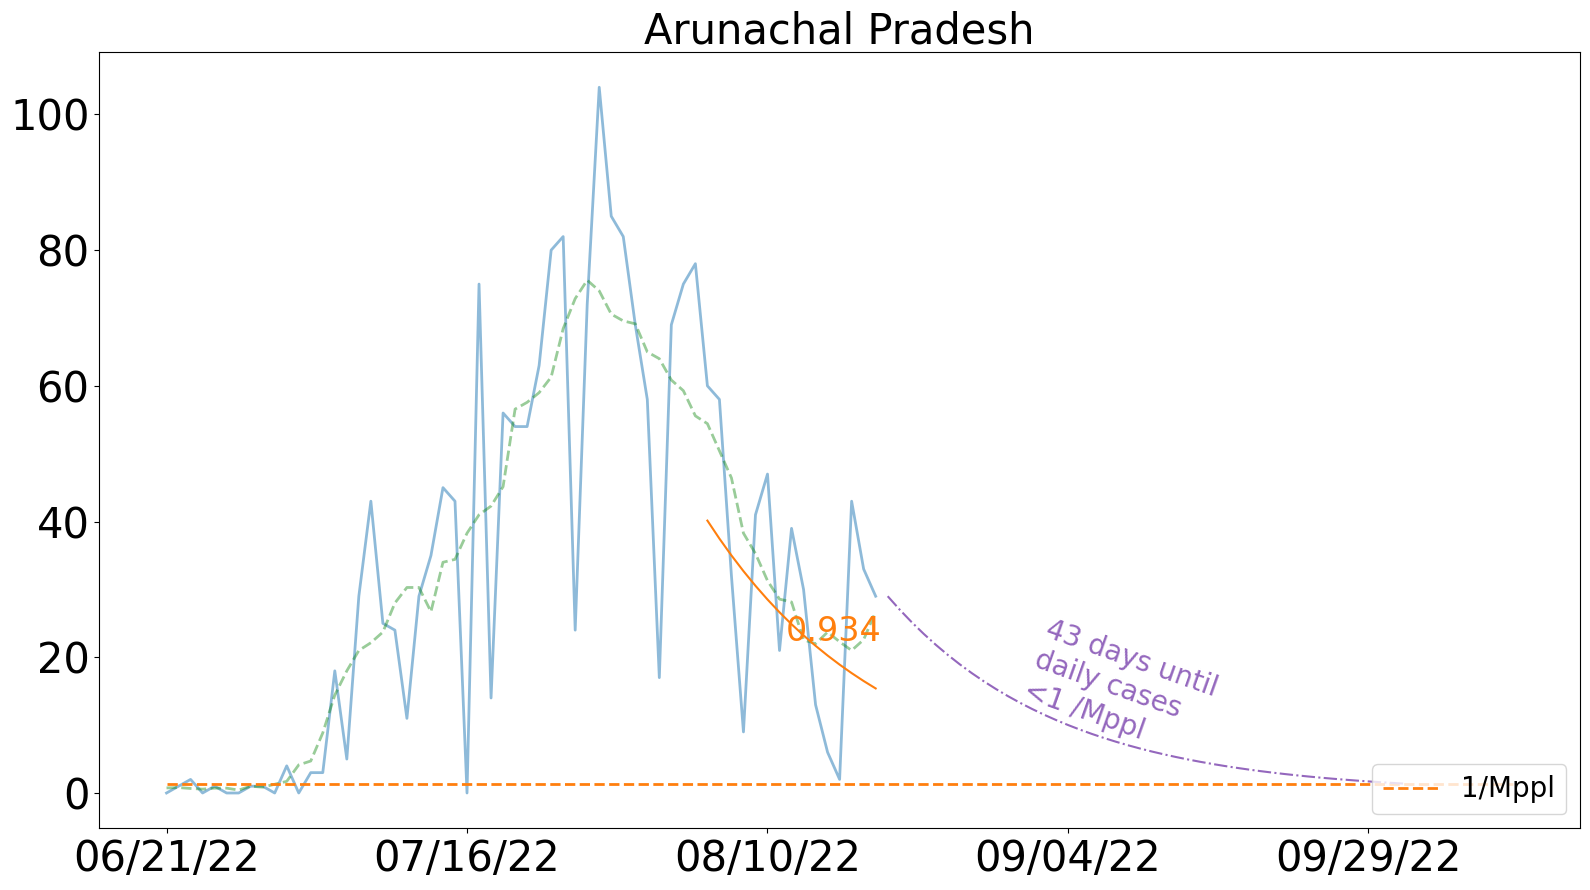 Arunachal Pradesh
100
80
60
40
20
0
0.934
43 days until
daily cases
<1 /Mppl
1/Mppl
06/21/22
07/16/22
08/10/22
09/04/22
09/29/22